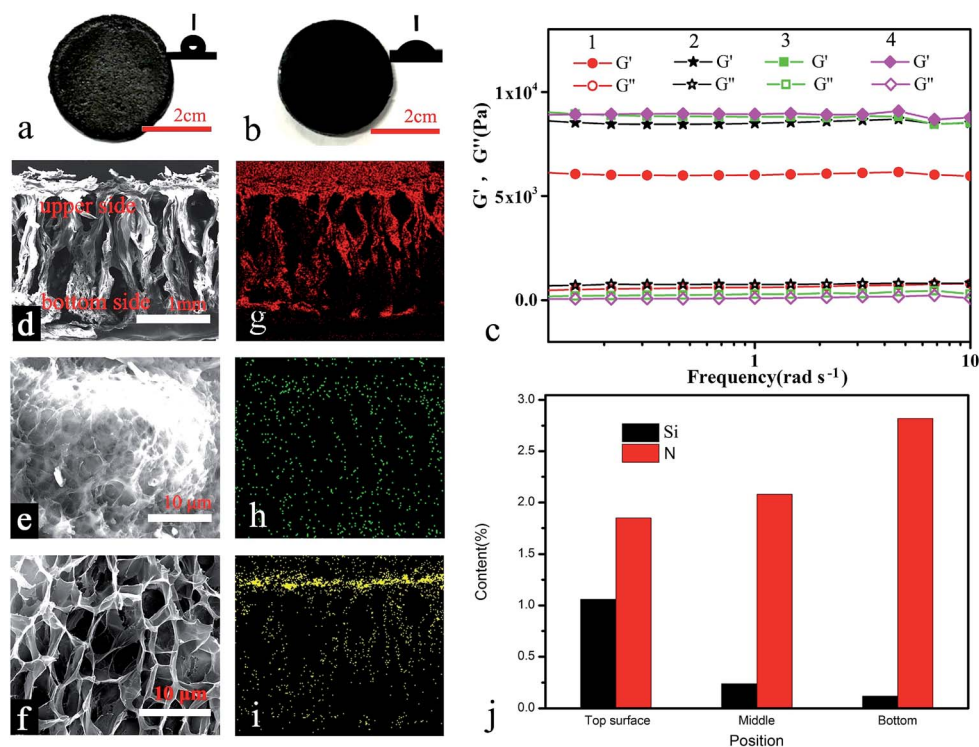 a
2cm
b
2cm
1 2 3 4
G' G' G' G'
G" G" G" G"
1x10⁴
5x10³
0.0
G' , G"(Pa)
1 10
Frequency(rad s⁻¹)
c
upper side
bottom side
1mm
d
g
10 μm
e
h
10 μm
f
i
3.0
2.5
2.0
1.5
1.0
0.5
0.0
Content(%)
Si
N
Top surface Middle Bottom
Position
j